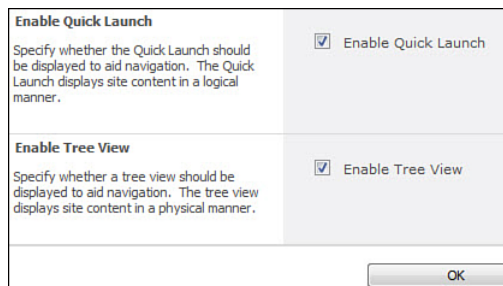 Enable Quick Launch
Specify whether the Quick Launch should
be displayed to aid navigation.  The Quick
Launch displays site content in a logical
manner.
Enable Quick Launch
Enable Tree View
Specify whether a tree view should be
displayed to aid navigation.  The tree view
displays site content in a physical manner.
Enable Tree View
OK